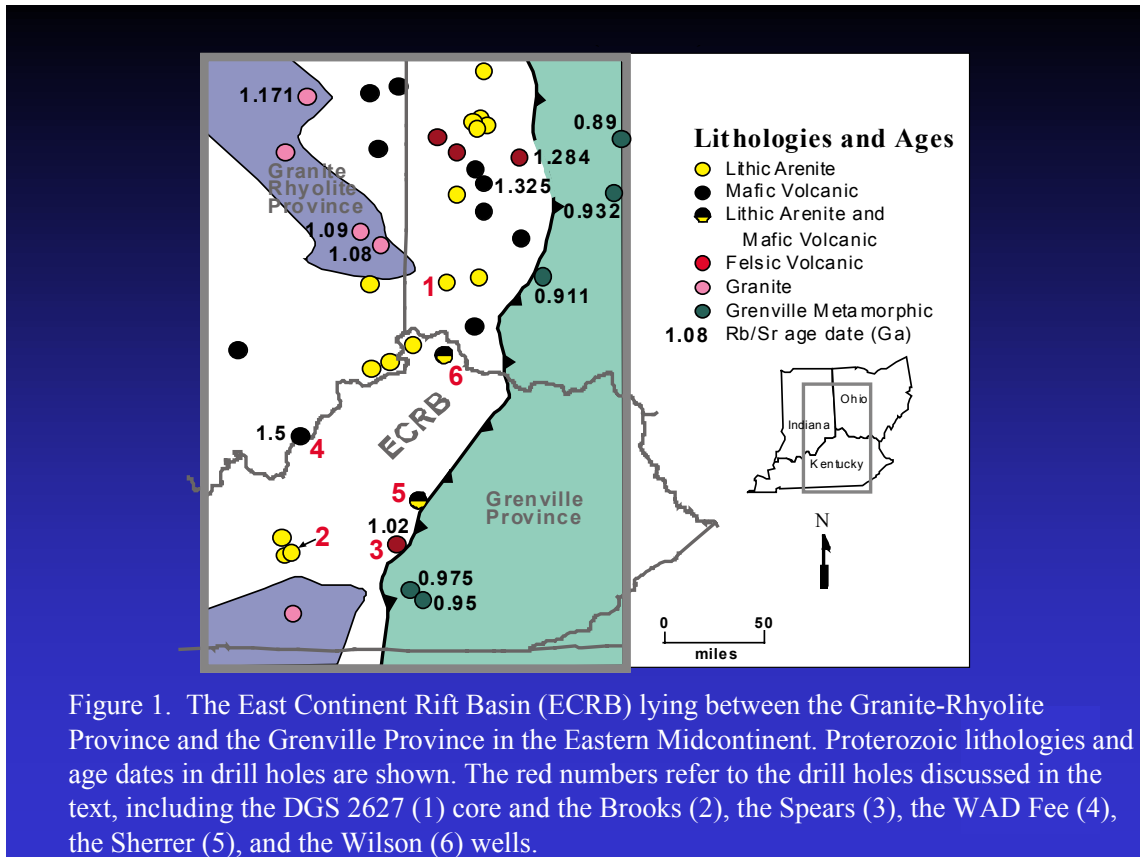 1.171
Granite
Rhyolite
Province
1.09
1.08
1.284
1.325
0.89
0.932
0.911
1
6
ECRB
1.5
4
5
2
1.02
3
Grenville
Province
0.975
0.95
Lithologies and Ages
Lithic Arenite
Mafic Volcanic
Lithic Arenite and
Mafic Volcanic
Felsic Volcanic
Granite
Grenville Metamorphic
1.08 Rb/Sr age date (Ga)
Ohio
Indiana
Kentucky
N
0 50
miles
Figure 1. The East Continent Rift Basin (ECRB) lying between the Granite-Rhyolite
Province and the Grenville Province in the Eastern Midcontinent. Proterozoic lithologies and
age dates in drill holes are shown. The red numbers refer to the drill holes discussed in the
text, including the DGS 2627 (1) core and the Brooks (2), the Spears (3), the WAD Fee (4),
the Sherrer (5), and the Wilson (6) wells.